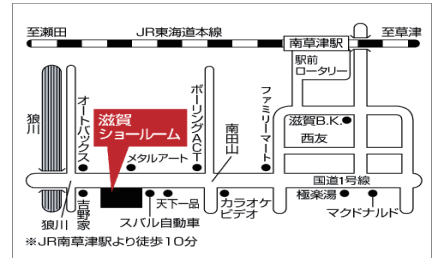 至瀬田
JR東海道本線
南草津駅
至草津
駅前
ロータリー
狼川
オートバックス
滋賀
ショールーム
ボーリングACT
南田山
ファミリーマート
滋賀B.K.
西友
メタルアート
国道1号線
狼川
吉野家
スバル自動車
天下一品
カラオケ
ビデオ
極楽湯
マクドナルド
※JR南草津駅より徒歩10分